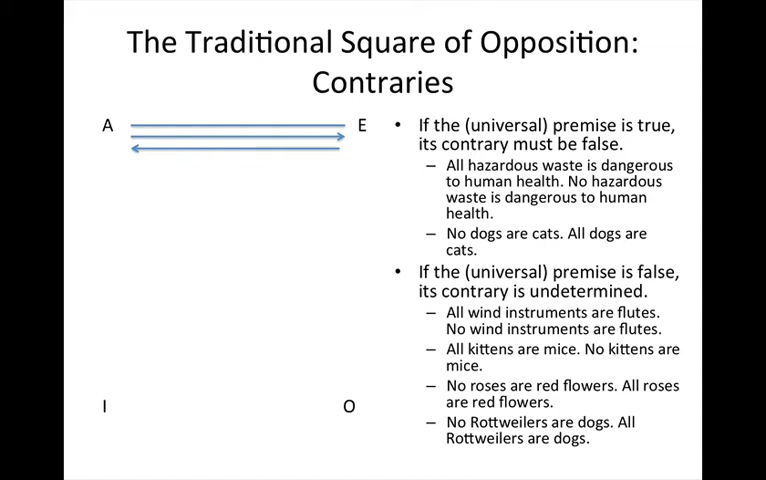 The Traditional Square of Opposition:
Contraries
A
E
• If the (universal) premise is true,
its contrary must be false.
– All hazardous waste is dangerous
to human health. No hazardous
waste is dangerous to human
health.
– No dogs are cats. All dogs are
cats.
• If the (universal) premise is false,
its contrary is undetermined.
– All wind instruments are flutes.
No wind instruments are flutes.
– All kittens are mice. No kittens are
mice.
– No roses are red flowers. All roses
are red flowers.
– No Rottweilers are dogs. All
Rottweilers are dogs.
I
O